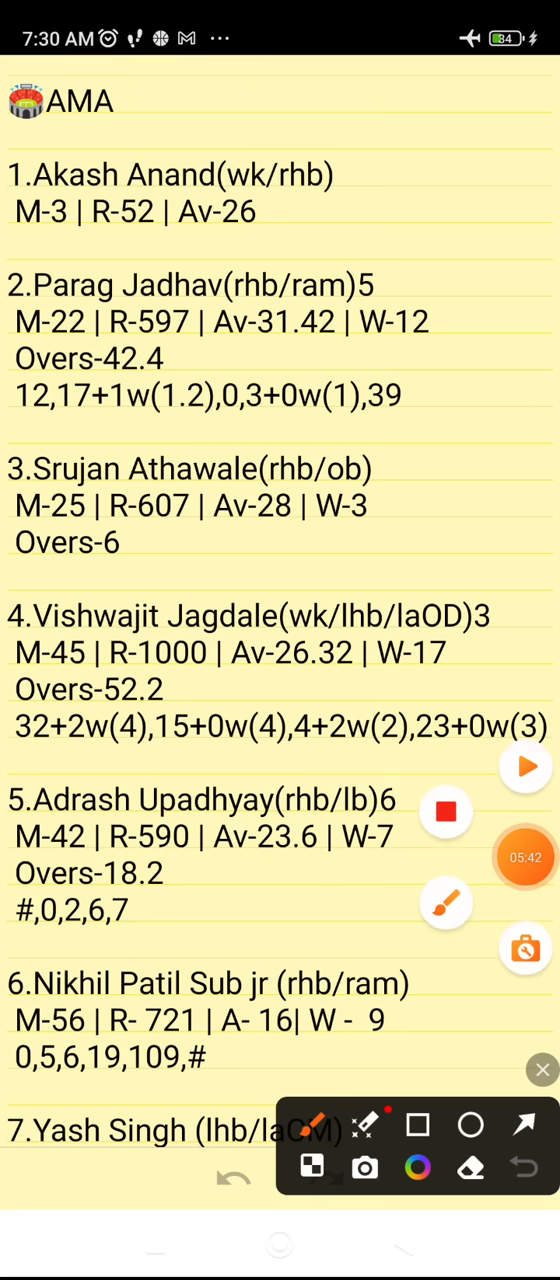 7:30 AM
34
AMA
1.Akash Anand(wk/rhb)
M-3 | R-52 | Av-26
2.Parag Jadhav(rhb/ram)5
M-22 | R-597 | Av-31.42 | W-12
Overs-42.4
12,17+1w(1.2),0,3+0w(1),39
3.Srujan Athawale(rhb/ob)
M-25 | R-607 | Av-28 | W-3
Overs-6
4.Vishwajit Jagdale(wk/lhb/laOD)3
M-45 | R-1000 | Av-26.32 | W-17
Overs-52.2
32+2w(4),15+0w(4),4+2w(2),23+0w(3)
5.Adrash Upadhyay(rhb/lb)6
M-42 | R-590 | Av-23.6 | W-7
Overs-18.2
05:42
#,0,2,6,7
6.Nikhil Patil Sub jr (rhb/ram)
M-56 | R- 721 | A- 16| W -  9
0,5,6,19,109,#
7.Yash Singh (lhb/laOM)